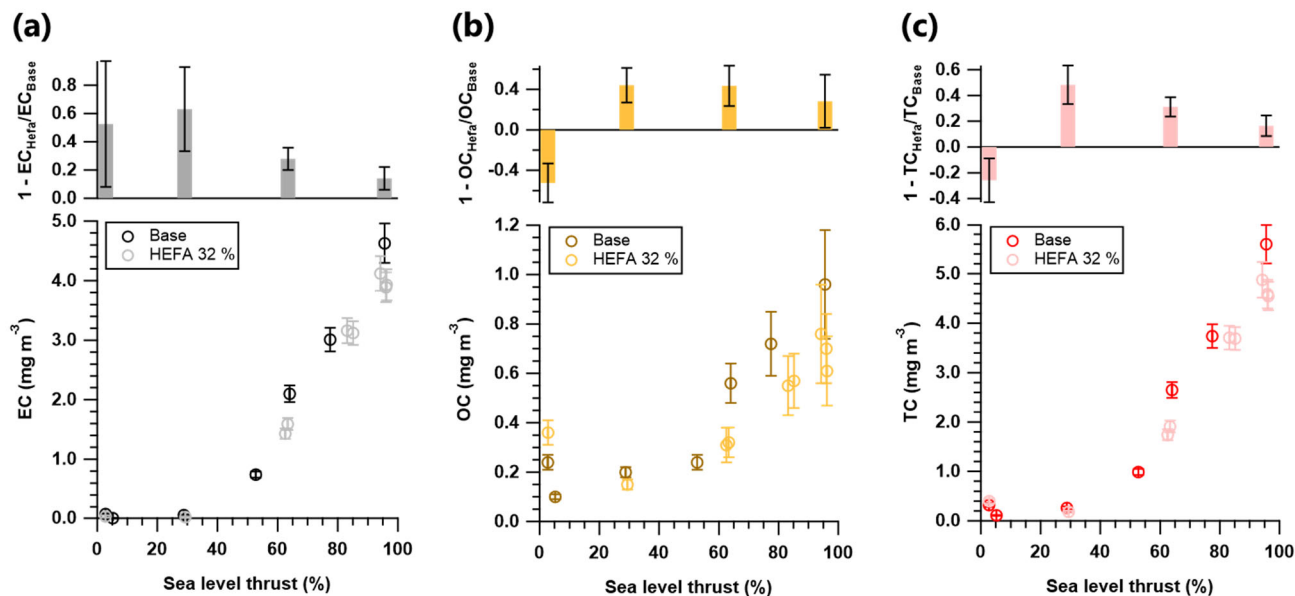 (a)
1 - EC_Hefa/EC_Base
0.8
0.6
0.4
0.2
0.0
EC (mg m⁻³)
5.0
4.0
3.0
2.0
1.0
0.0
Base
HEFA 32 %
0 20 40 60 80 100
Sea level thrust (%)
(b)
1 - OC_Hefa/OC_Base
0.4
0.0
-0.4
OC (mg m⁻³)
1.2
1.0
0.8
0.6
0.4
0.2
0.0
Base
HEFA 32 %
0 20 40 60 80 100
Sea level thrust (%)
(c)
1 - TC_Hefa/TC_Base
0.6
0.4
0.2
0.0
-0.2
-0.4
TC (mg m⁻³)
6.0
5.0
4.0
3.0
2.0
1.0
0.0
Base
HEFA 32 %
0 20 40 60 80 100
Sea level thrust (%)